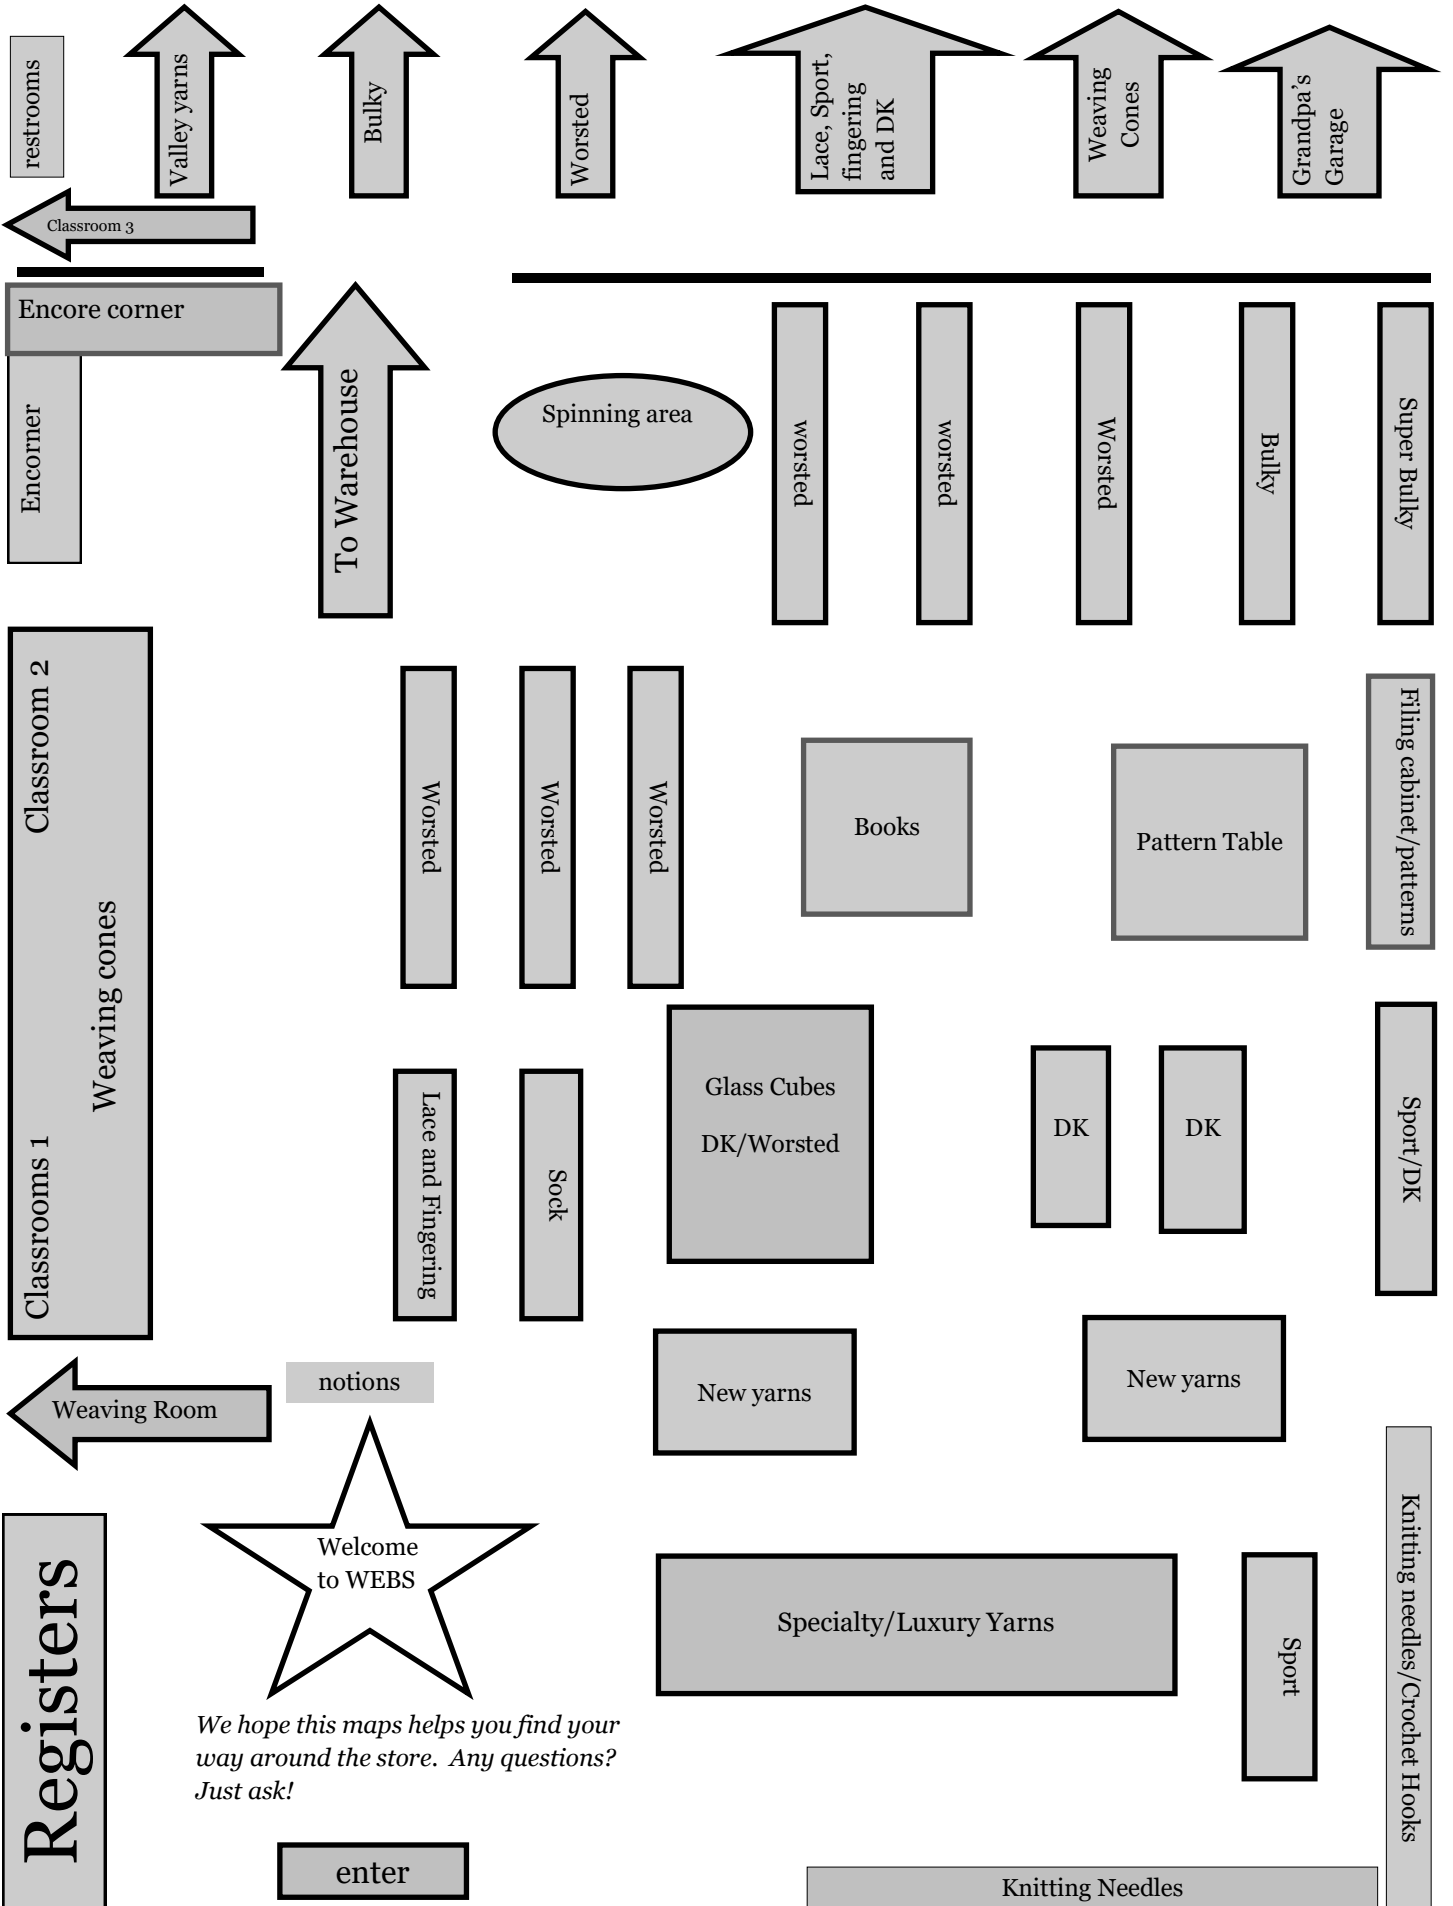 restrooms
Valley yarns
Bulky
Worsted
Lace, Sport,
fingering
and DK
Weaving
Cones
Grandpa’s
Garage
Classroom 3
Encore corner
Encorner
To Warehouse
Spinning area
worsted
worsted
Worsted
Bulky
Super Bulky
Classroom 2
Weaving cones
Classrooms 1
Worsted
Worsted
Worsted
Books
Pattern Table
Filing cabinet/patterns
Lace and Fingering
Sock
Glass Cubes
DK/Worsted
DK
DK
Sport/DK
Weaving Room
notions
New yarns
New yarns
Registers
Welcome
to WEBS
Specialty/Luxury Yarns
Sport
Knitting needles/Crochet Hooks
We hope this maps helps you find your
way around the store.  Any questions?
Just ask!
enter
Knitting Needles